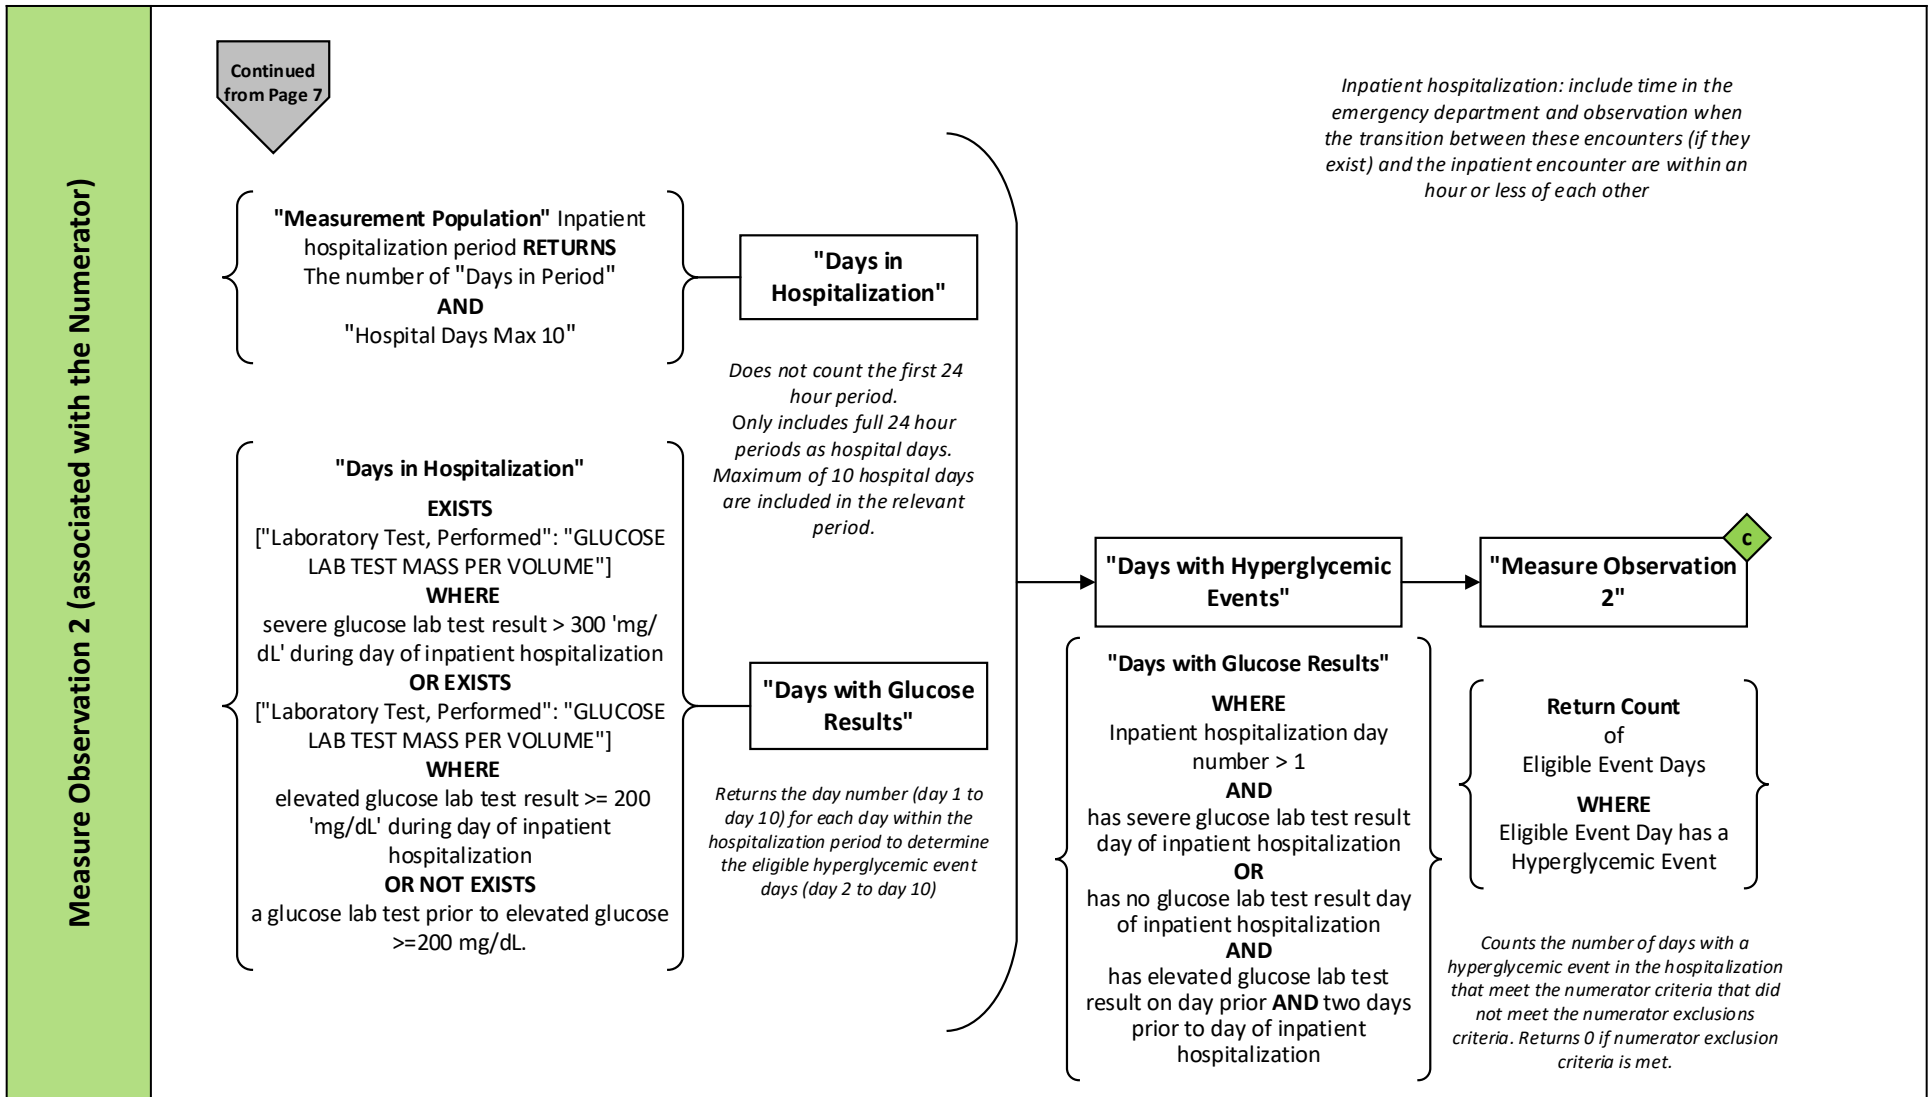 Measure Observation 2 (associated with the Numerator)
Continued
from Page 7
Inpatient hospitalization: include time in the
emergency department and observation when
the transition between these encounters (if they
exist) and the inpatient encounter are within an
hour or less of each other
"Measurement Population" Inpatient
hospitalization period RETURNS
The number of "Days in Period"
AND
"Hospital Days Max 10"
"Days in
Hospitalization"
Does not count the first 24
hour period.
Only includes full 24 hour
periods as hospital days.
Maximum of 10 hospital days
are included in the relevant
period.
"Days in Hospitalization"
EXISTS
["Laboratory Test, Performed": "GLUCOSE
LAB TEST MASS PER VOLUME"]
WHERE
severe glucose lab test result > 300 'mg/
dL' during day of inpatient hospitalization
OR EXISTS
["Laboratory Test, Performed": "GLUCOSE
LAB TEST MASS PER VOLUME"]
WHERE
elevated glucose lab test result >= 200
'mg/dL' during day of inpatient
hospitalization
OR NOT EXISTS
a glucose lab test prior to elevated glucose
>=200 mg/dL.
"Days with Glucose
Results"
Returns the day number (day 1 to
day 10) for each day within the
hospitalization period to determine
the eligible hyperglycemic event
days (day 2 to day 10)
"Days with Hyperglycemic
Events"
"Days with Glucose Results"
WHERE
Inpatient hospitalization day
number > 1
AND
has severe glucose lab test result
day of inpatient hospitalization
OR
has no glucose lab test result day
of inpatient hospitalization
AND
has elevated glucose lab test
result on day prior AND two days
prior to day of inpatient
hospitalization
c
"Measure Observation
2"
Return Count
of
Eligible Event Days
WHERE
Eligible Event Day has a
Hyperglycemic Event
Counts the number of days with a
hyperglycemic event in the hospitalization
that meet the numerator criteria that did
not meet the numerator exclusions
criteria. Returns 0 if numerator exclusion
criteria is met.